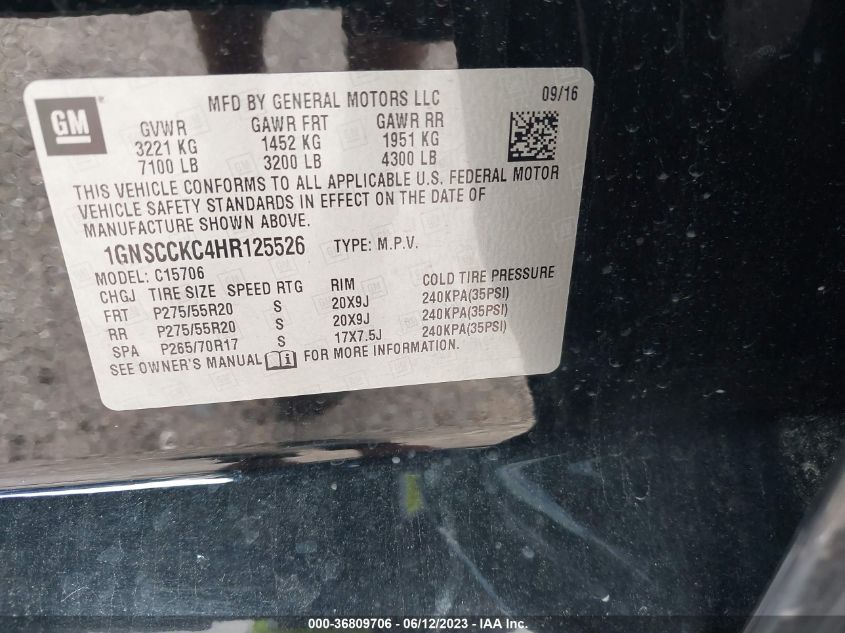 GM
MFD BY GENERAL MOTORS LLC 09/16
GVWR GAWR FRT GAWR RR
3221 KG 1452 KG 1951 KG
7100 LB 3200 LB 4300 LB
THIS VEHICLE CONFORMS TO ALL APPLICABLE U.S. FEDERAL MOTOR
VEHICLE SAFETY STANDARDS IN EFFECT ON THE DATE OF
MANUFACTURE SHOWN ABOVE.
1GNSCCKC4HR125526 TYPE: M.P.V.
MODEL: C15706
CHGJ TIRE SIZE SPEED RTG RIM COLD TIRE PRESSURE
FRT P275/55R20 S 20X9J 240KPA(35PSI)
RR P275/55R20 S 20X9J 240KPA(35PSI)
SPA P265/70R17 S 17X7.5J 240KPA(35PSI)
SEE OWNER'S MANUAL i FOR MORE INFORMATION.
000-36809706 - 06/12/2023 - IAA Inc.